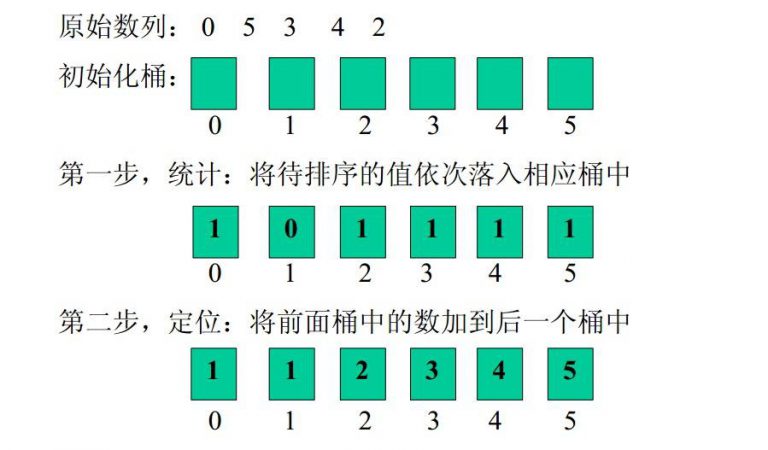 原始数列： 0 5 3 4 2
初始化桶：
0 1 2 3 4 5
第一步，统计：将待排序的值依次落入相应桶中
1 0 1 1 1 1
0 1 2 3 4 5
第二步，定位：将前面桶中的数加到后一个桶中
1 1 2 3 4 5
0 1 2 3 4 5